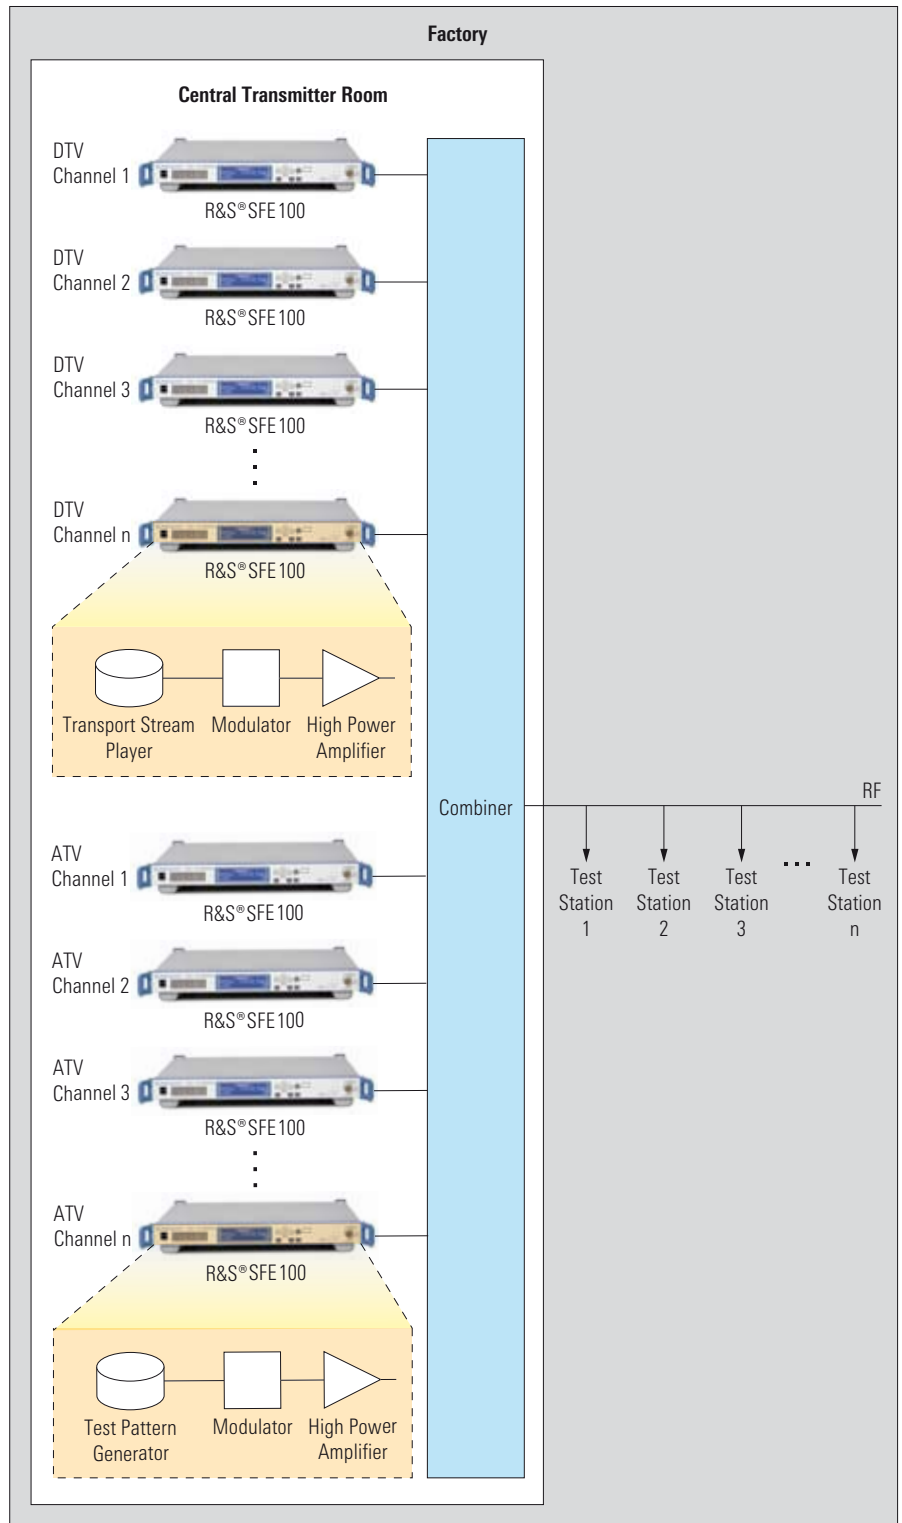 Factory
Central Transmitter Room
DTV
Channel 1
R&S®SFE100
DTV
Channel 2
R&S®SFE100
DTV
Channel 3
R&S®SFE100
DTV
Channel n
R&S®SFE100
Transport Stream
Player
Modulator
High Power
Amplifier
Combiner
RF
Test
Station
1
Test
Station
2
Test
Station
3
...
Test
Station
n
ATV
Channel 1
R&S®SFE100
ATV
Channel 2
R&S®SFE100
ATV
Channel 3
R&S®SFE100
ATV
Channel n
R&S®SFE100
Test Pattern
Generator
Modulator
High Power
Amplifier